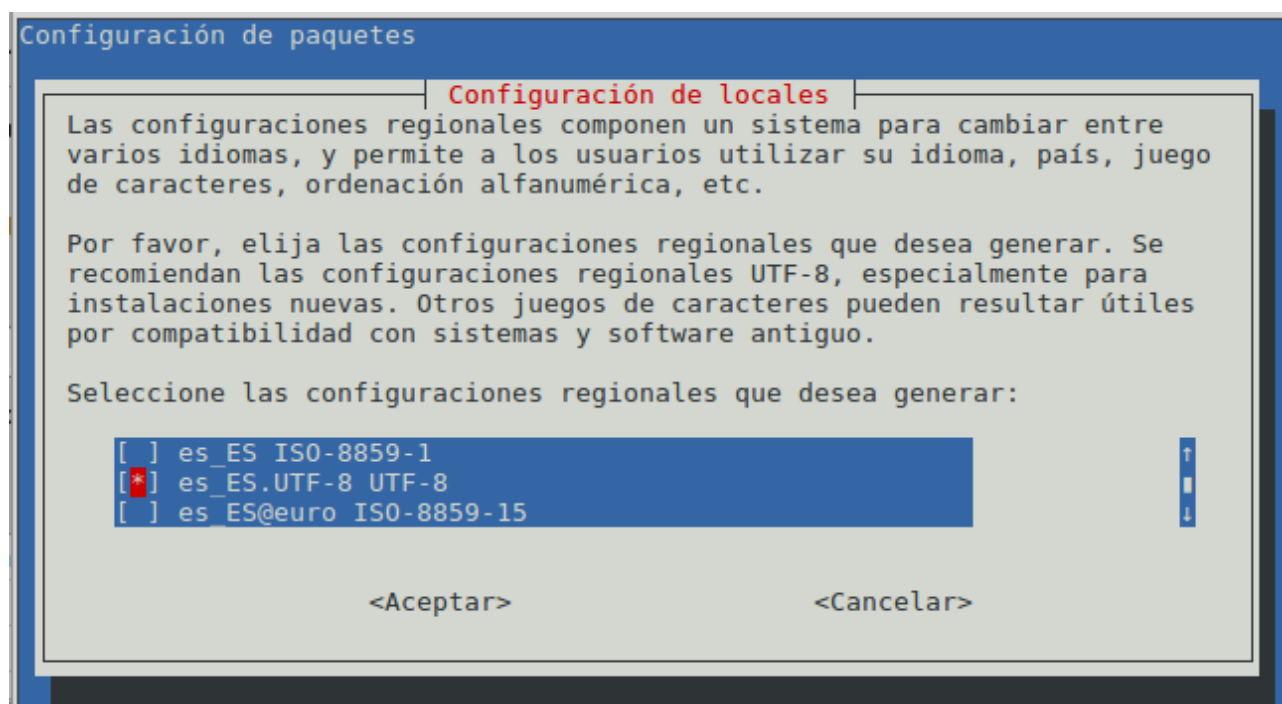 Configuración de paquetes
Configuración de locales
Las configuraciones regionales componen un sistema para cambiar entre
varios idiomas, y permite a los usuarios utilizar su idioma, país, juego
de caracteres, ordenación alfanumérica, etc.
Por favor, elija las configuraciones regionales que desea generar. Se
recomiendan las configuraciones regionales UTF-8, especialmente para
instalaciones nuevas. Otros juegos de caracteres pueden resultar útiles
por compatibilidad con sistemas y software antiguo.
Seleccione las configuraciones regionales que desea generar:
[ ] es_ES ISO-8859-1
[*] es_ES.UTF-8 UTF-8
[ ] es_ES@euro ISO-8859-15
<Aceptar> <Cancelar>